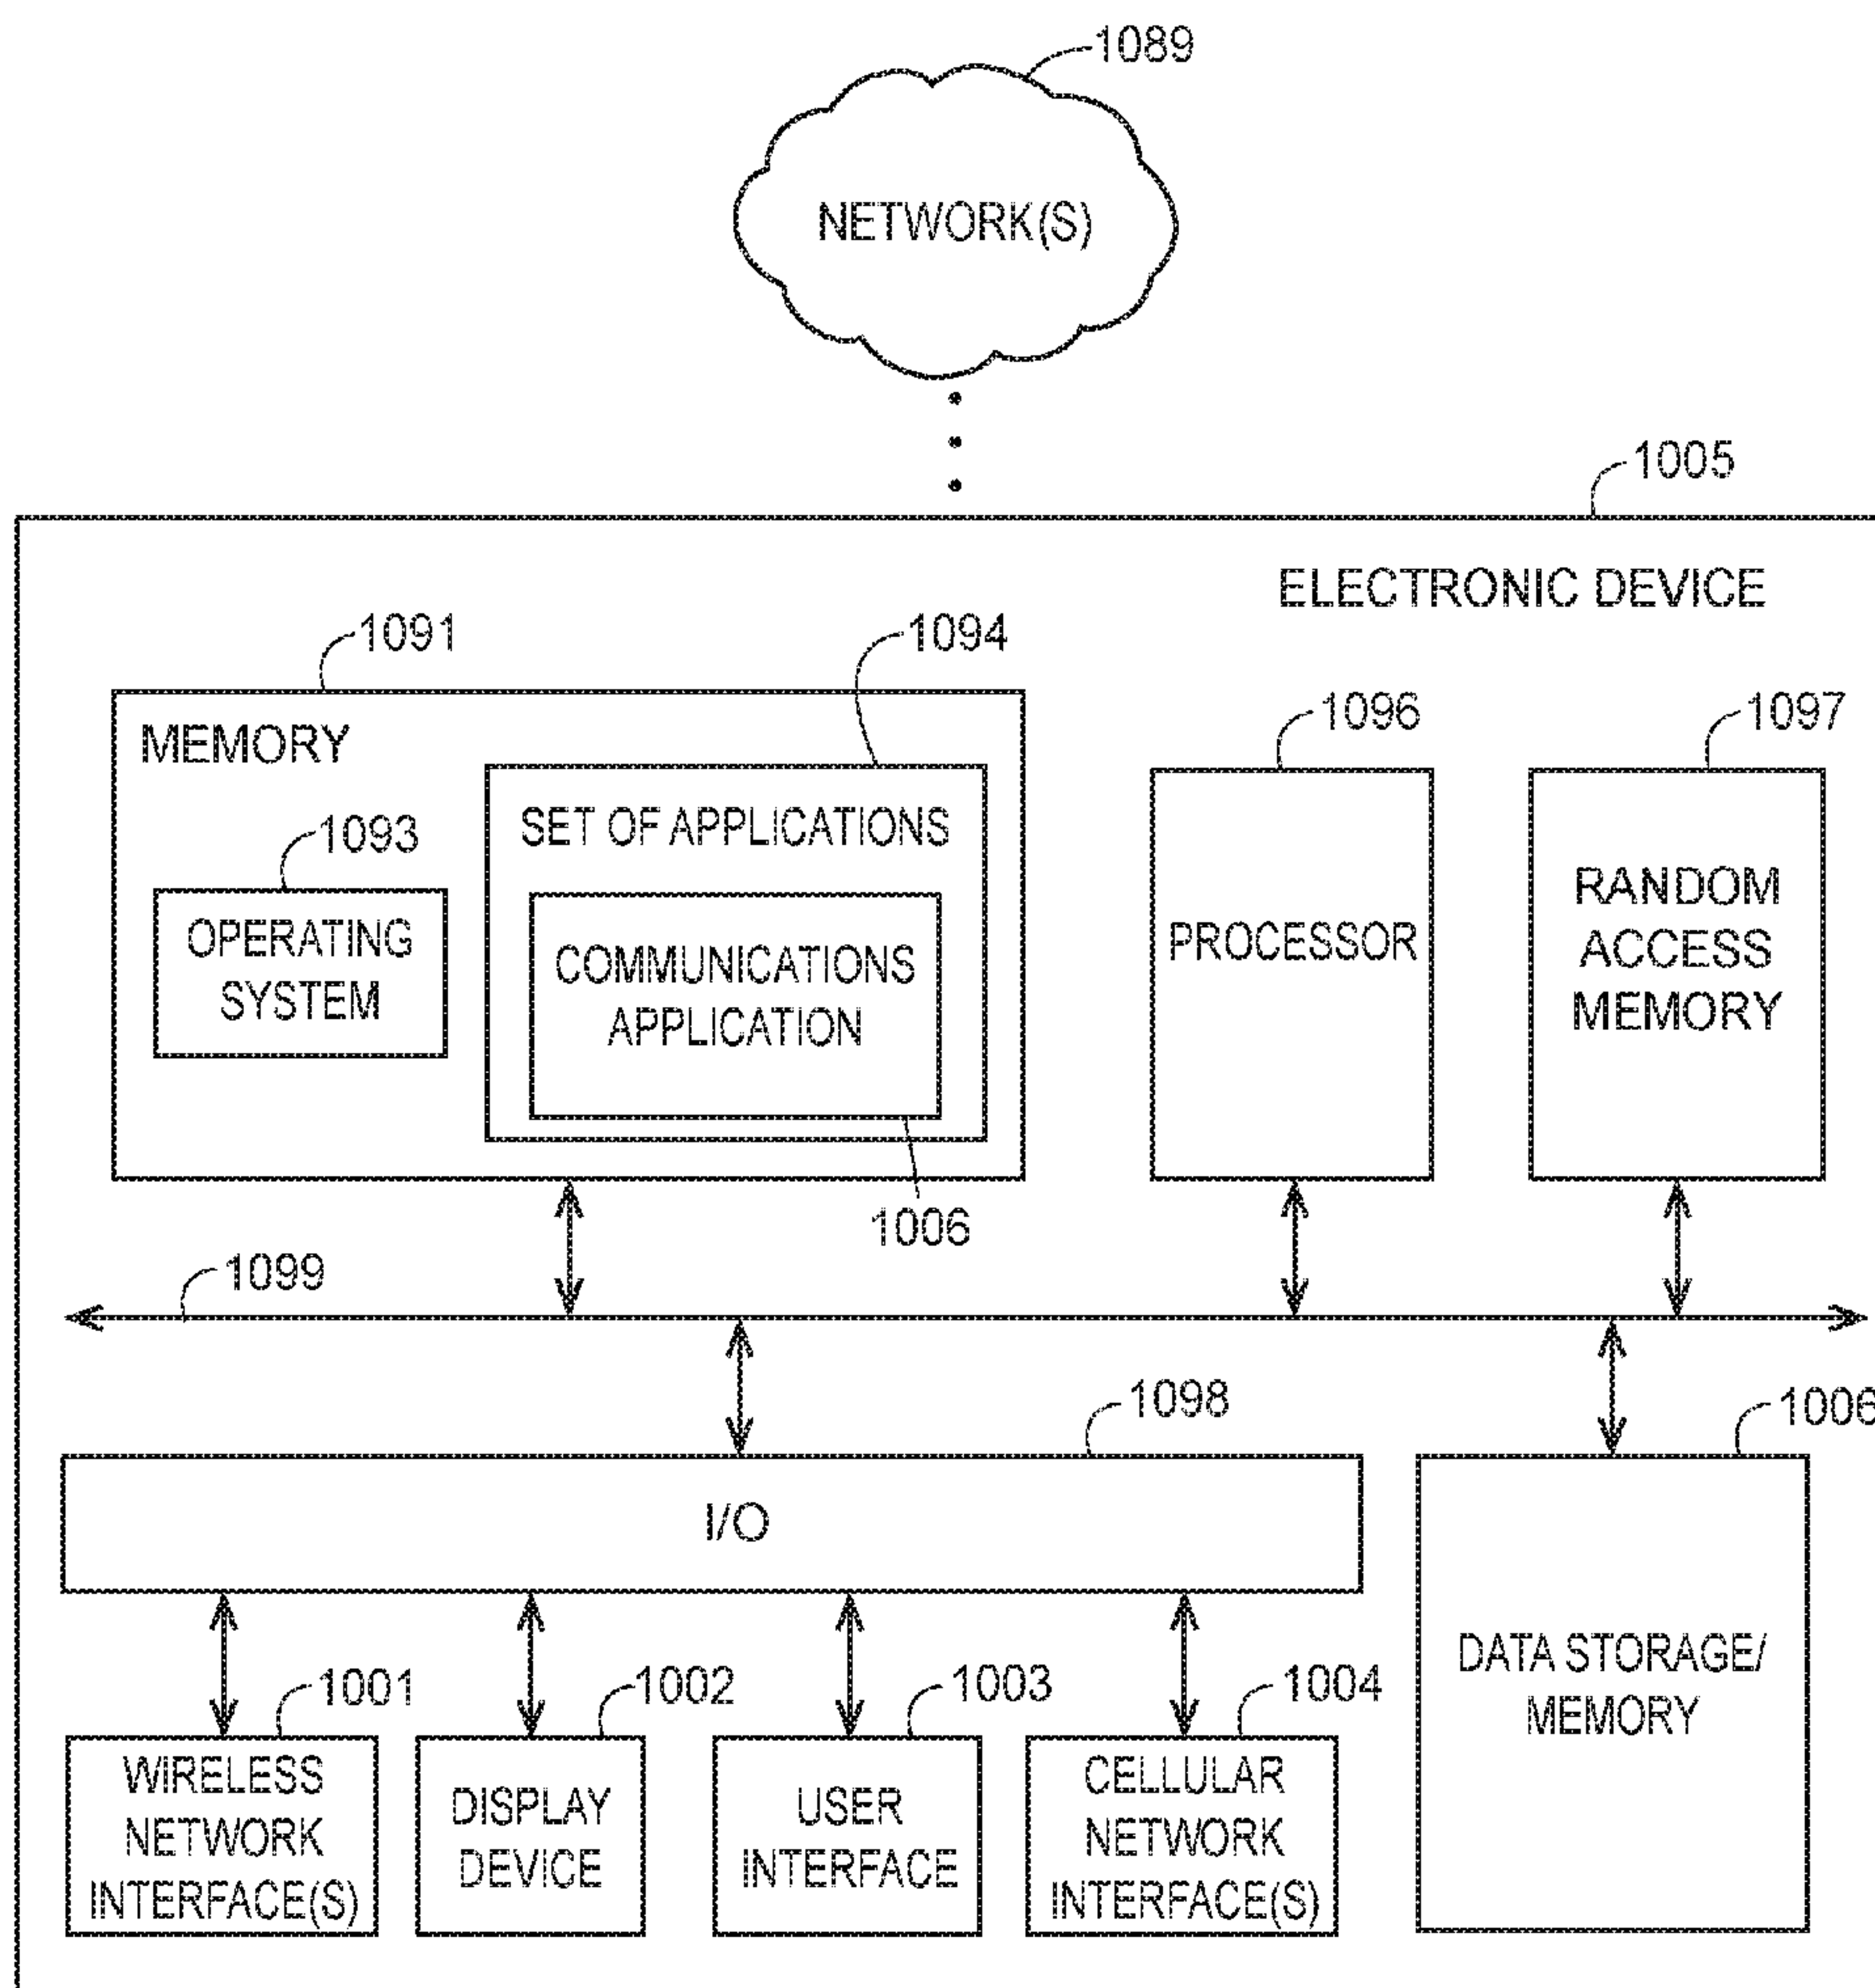 1089
NETWORK(S)
1005
ELECTRONIC DEVICE
1091
1094
1096
1097
MEMORY
SET OF APPLICATIONS
1093
OPERATING
SYSTEM
COMMUNICATIONS
APPLICATION
PROCESSOR
RANDOM
ACCESS
MEMORY
1006
1099
1098
1006
I/O
DATA STORAGE/
MEMORY
1001
1002
1003
1004
WIRELESS
NETWORK
INTERFACE(S)
DISPLAY
DEVICE
USER
INTERFACE
CELLULAR
NETWORK
INTERFACE(S)